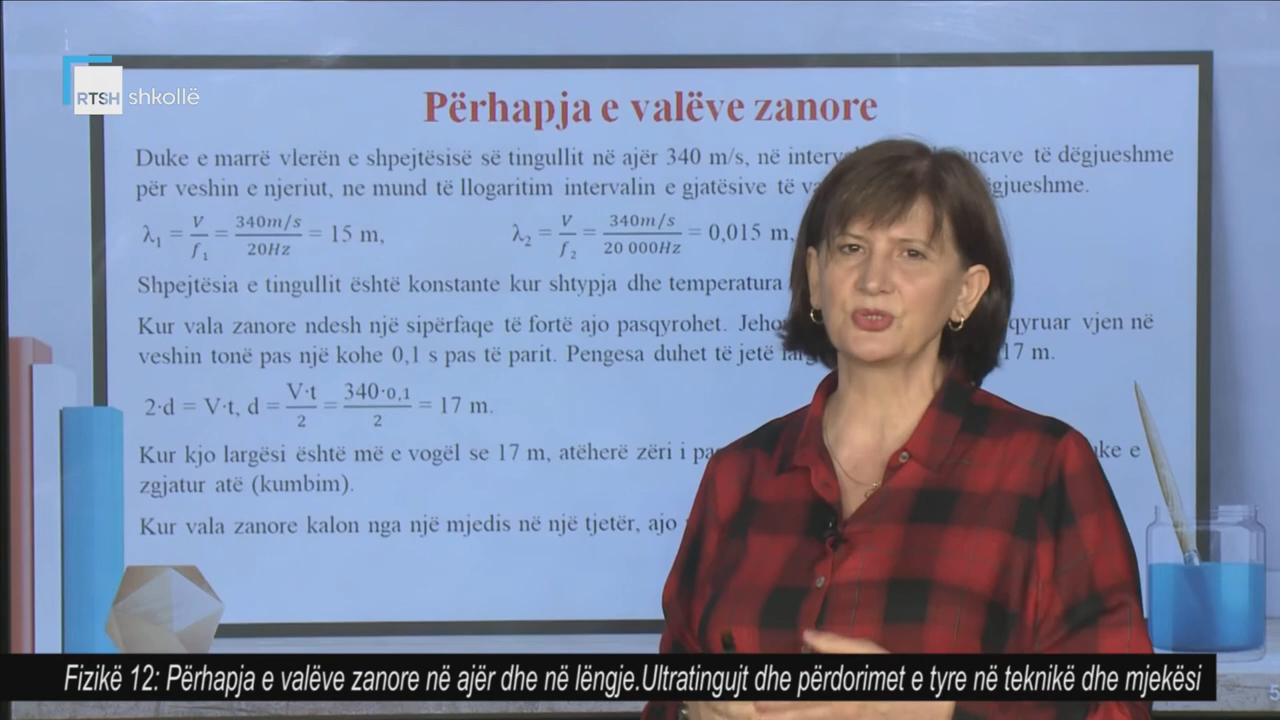 RTSH shkollë
Përhapja e valëve zanore
Duke e marrë vlerën e shpejtësisë së tingullit në ajër 340 m/s, në të dëgjueshme
për veshin e njeriut, ne mund të llogaritim intervalin e gjatësive të
λ₁ = V/f₁ = 340m/s/20Hz = 15 m, λ₂ = V/f₂ = 340m/s/20 000Hz = 0,015 m,
Shpejtësia e tingullit është konstante kur shtypja dhe temperatura
Kur vala zanore ndesh një sipërfaqe të fortë ajo pasqyrohet. vjen në
veshin tonë pas një kohe 0,1 s pas të parit. Pengesa duhet të jetë 17 m.
2·d = V·t, d = V·t/2 = 340·0,1/2 = 17 m.
Kur kjo largësi është më e vogël se 17 m, atëherë zëri i e
zgjatur atë (kumbim).
Kur vala zanore kalon nga një mjedis në një tjetër, ajo
Fizikë 12: Përhapja e valëve zanore në ajër dhe në lëngje.Ultratingujt dhe përdorimet e tyre në teknikë dhe mjekësi